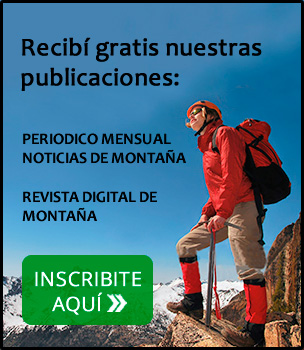 Recibí gratis nuestras
publicaciones:
PERIODICO MENSUAL
NOTICIAS DE MONTAÑA
REVISTA DIGITAL DE
MONTAÑA
INSCRIBITE
AQUÍ